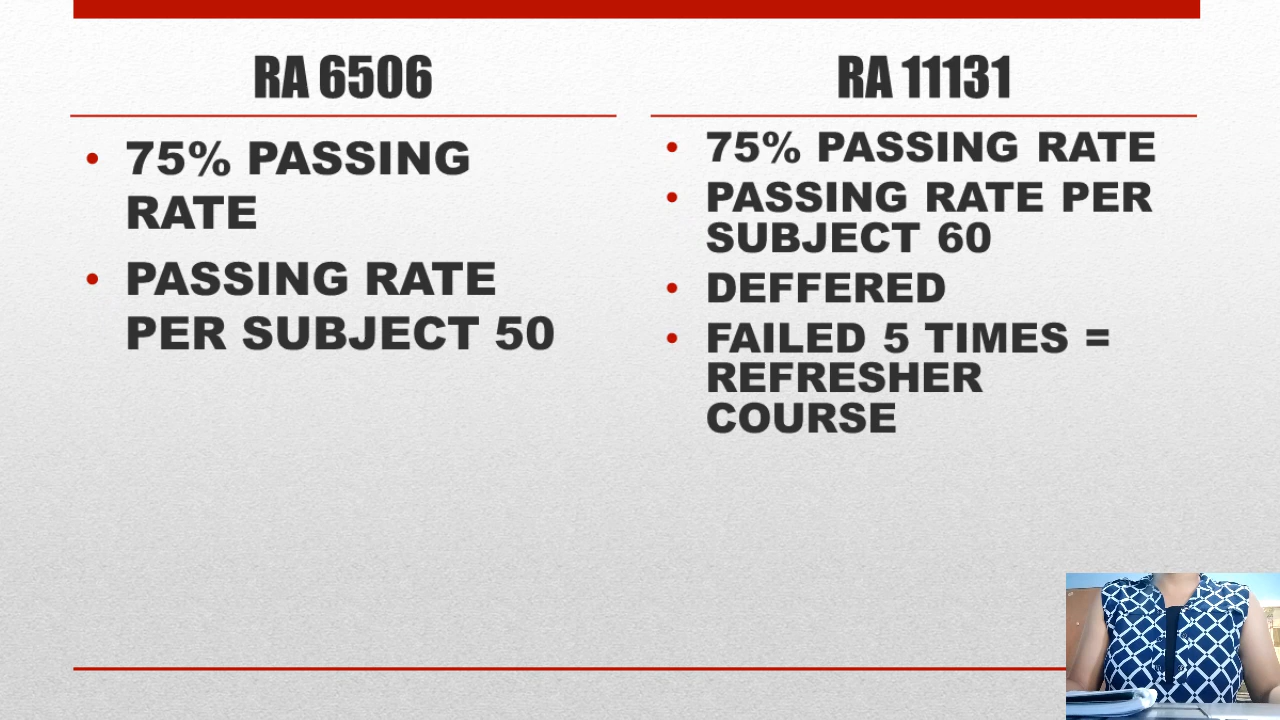 RA 6506
• 75% PASSING
RATE
• PASSING RATE
PER SUBJECT 50
RA 11131
• 75% PASSING RATE
• PASSING RATE PER
SUBJECT 60
• DEFFERED
• FAILED 5 TIMES =
REFRESHER
COURSE